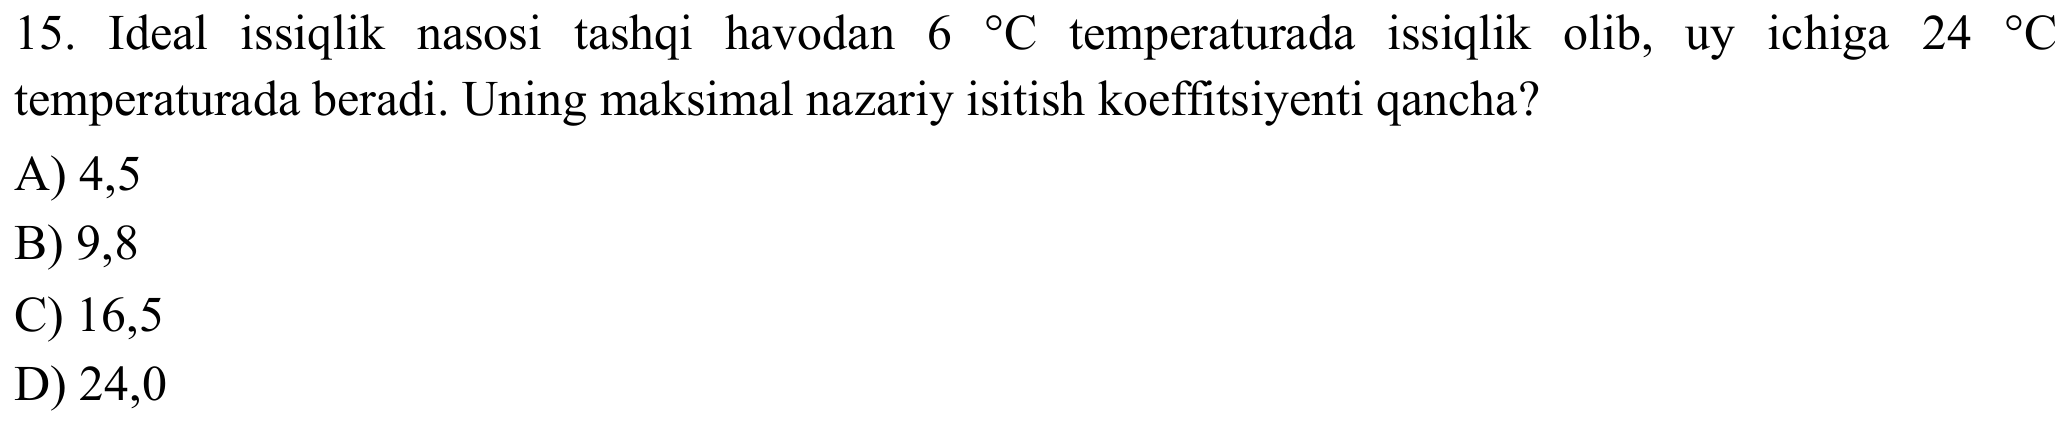 15. Ideal issiqlik nasosi tashqi havodan 6 °C temperaturada issiqlik olib, uy ichiga 24 °C
temperaturada beradi. Uning maksimal nazariy isitish koeffitsiyenti qancha?
A) 4,5
B) 9,8
C) 16,5
D) 24,0